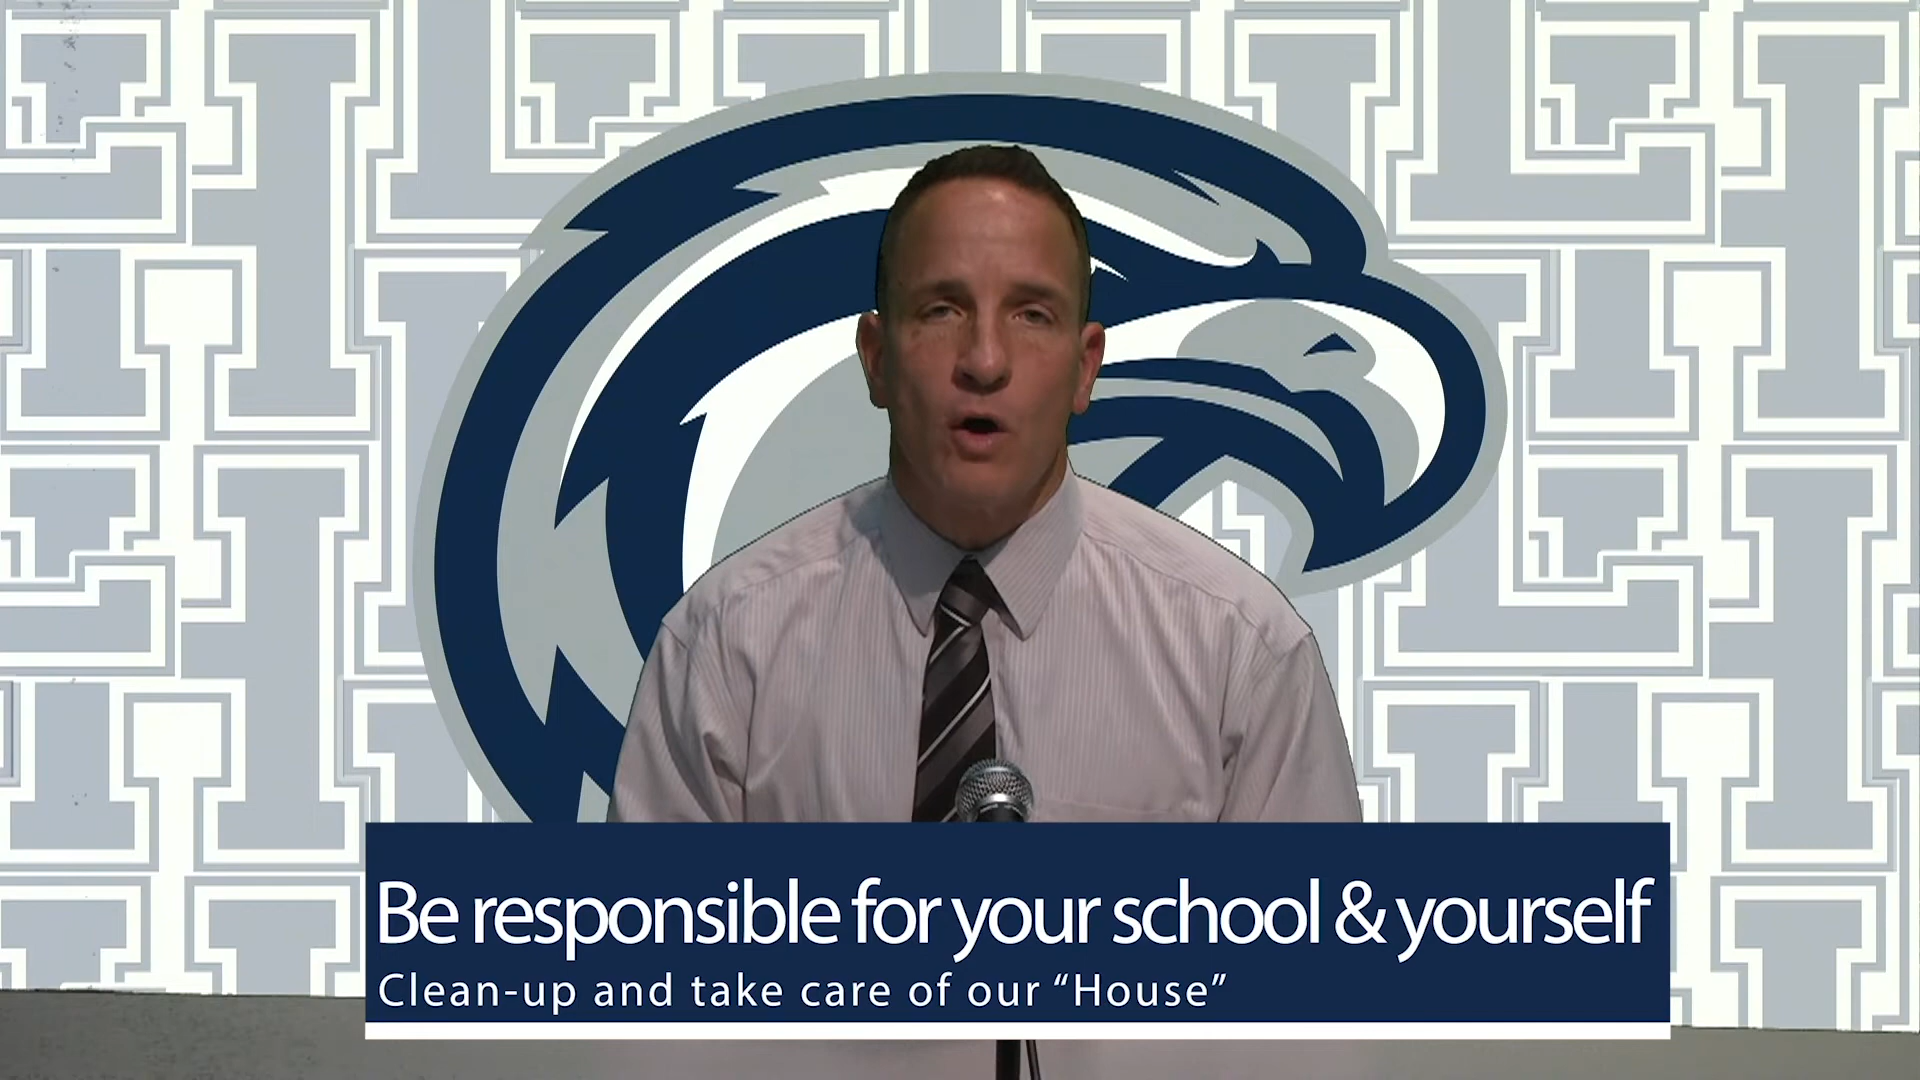 Be responsible for your school & yourself
Clean-up and take care of our “House”